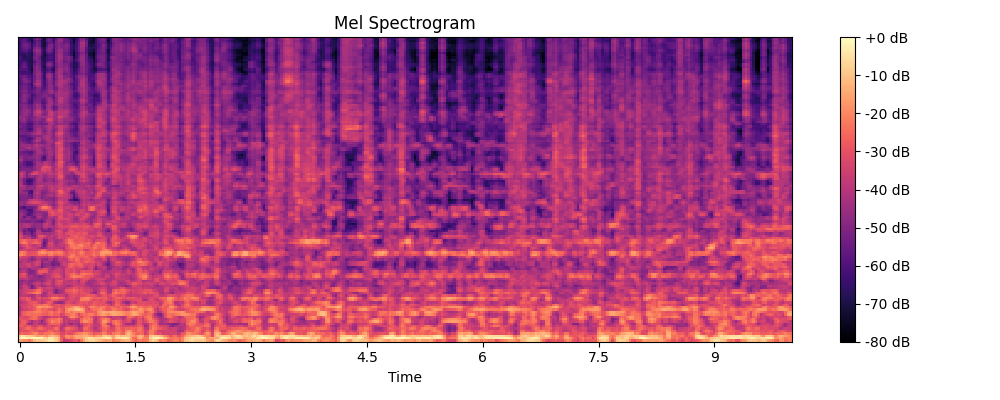 Mel Spectrogram
+0 dB
-10 dB
-20 dB
-30 dB
-40 dB
-50 dB
-60 dB
-70 dB
-80 dB
0 1.5 3 4.5 6 7.5 9
Time